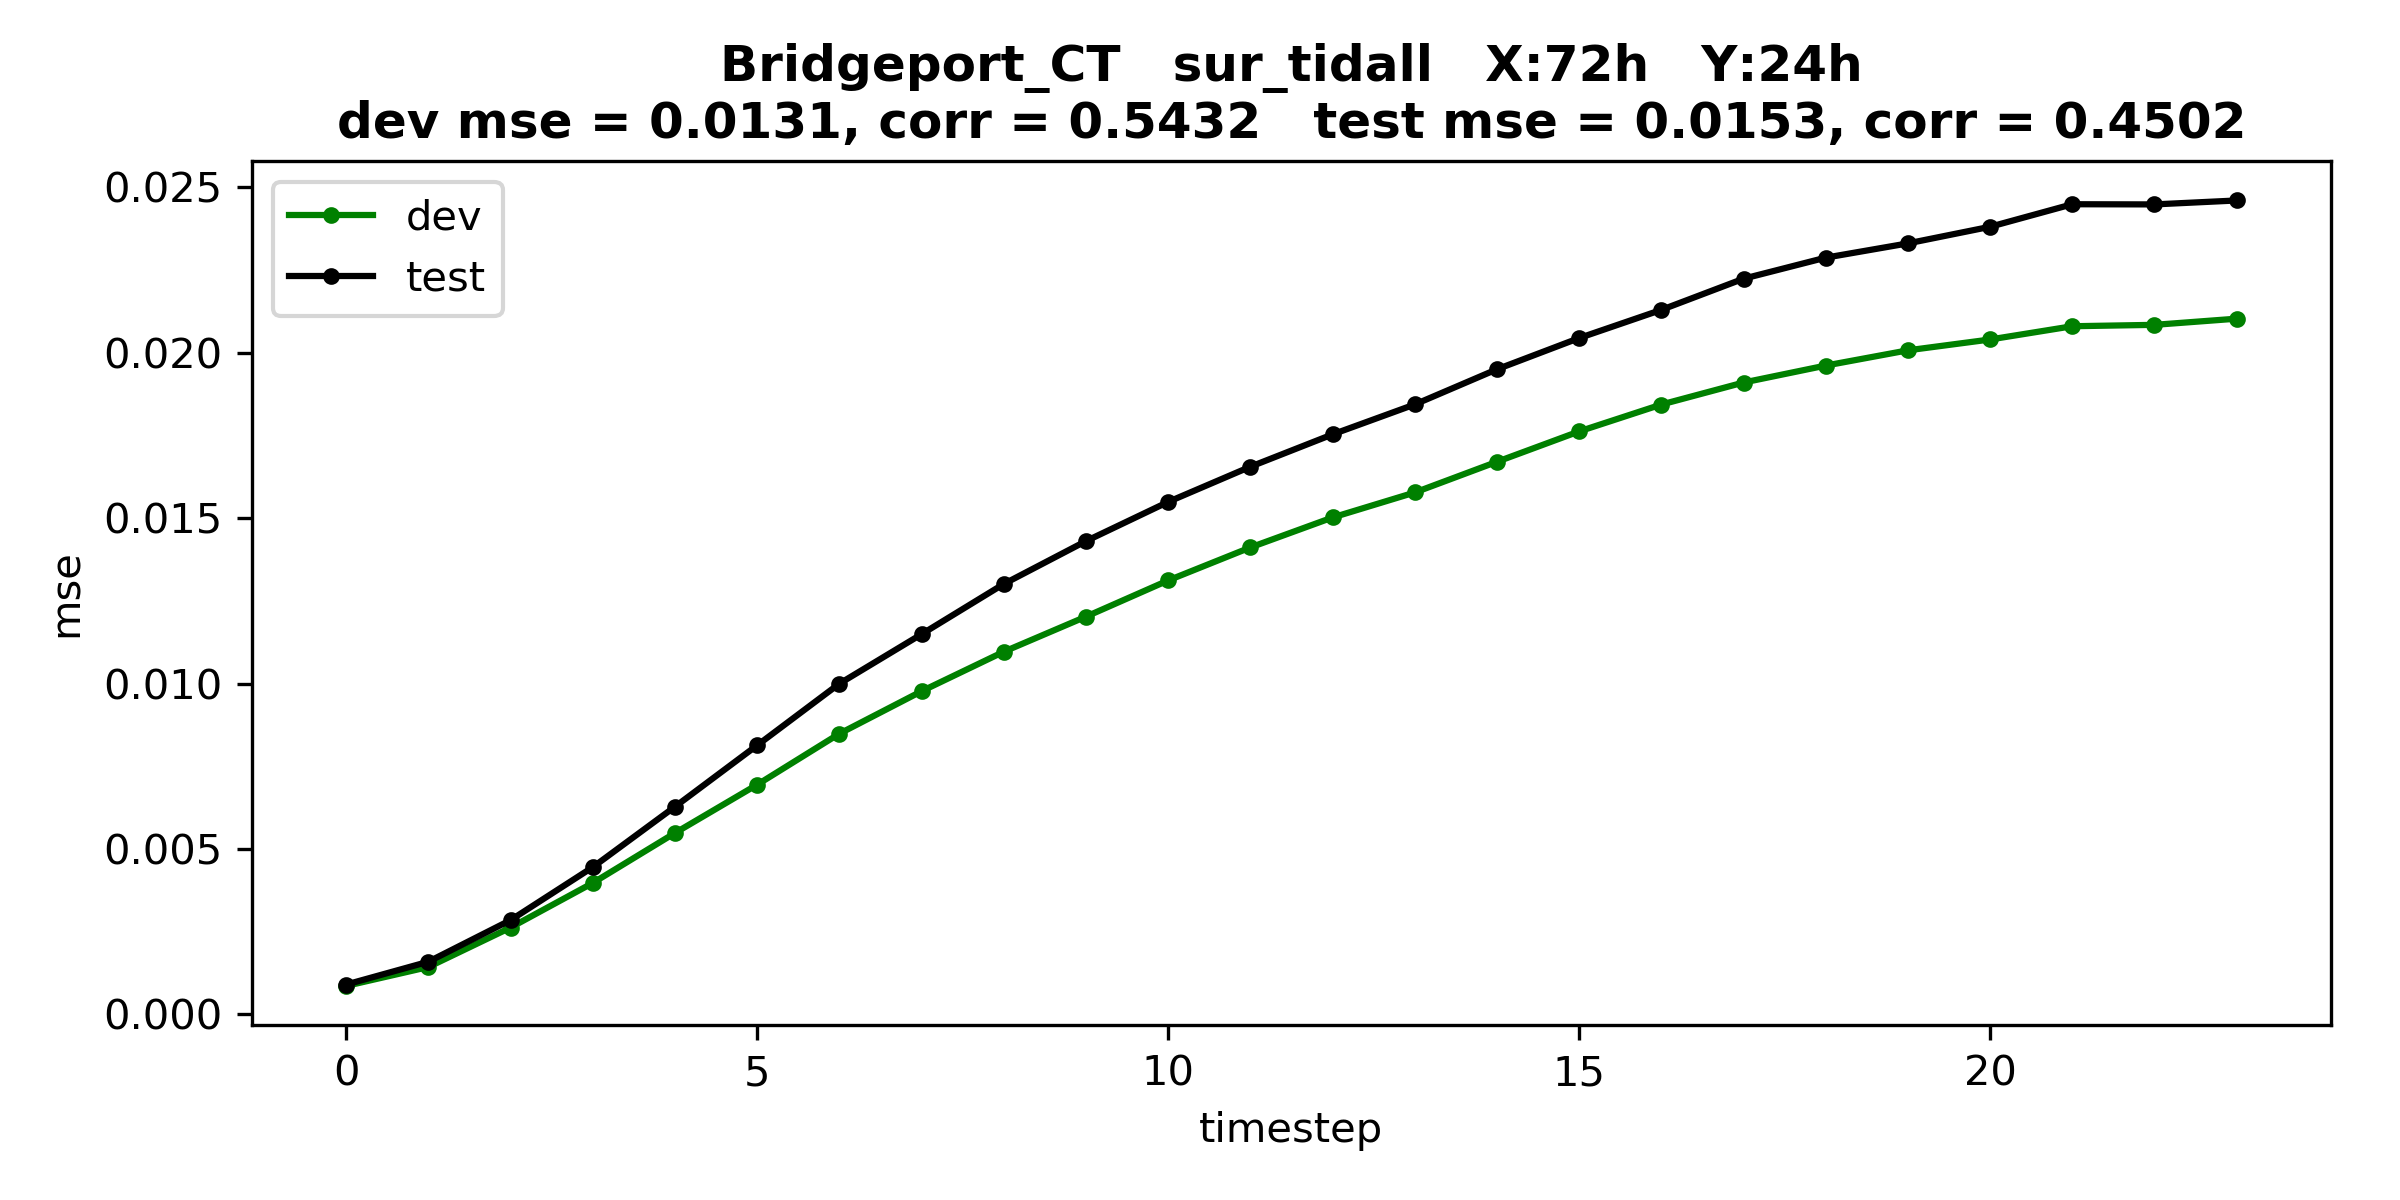 Bridgeport_CT   sur_tidall   X:72h   Y:24h
dev mse = 0.0131, corr = 0.5432   test mse = 0.0153, corr = 0.4502
dev
test
0.025
0.020
0.015
0.010
0.005
0.000
mse
0 5 10 15 20
timestep